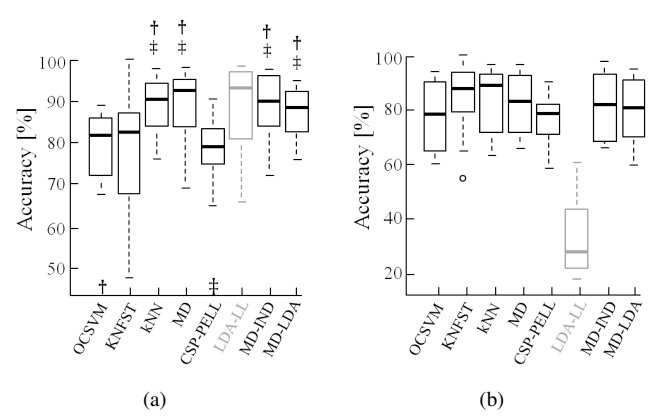 † † † †
‡ ‡ ‡ ‡
Accuracy [%]
100
90
80
70
60
50
† ‡
OCSVM KNFST kNN MD CSP-PELL LDA-LL MD-IND MD-LDA
(a)
Accuracy [%]
100
80
60
40
20
OCSVM KNFST kNN MD CSP-PELL LDA-LL MD-IND MD-LDA
(b)